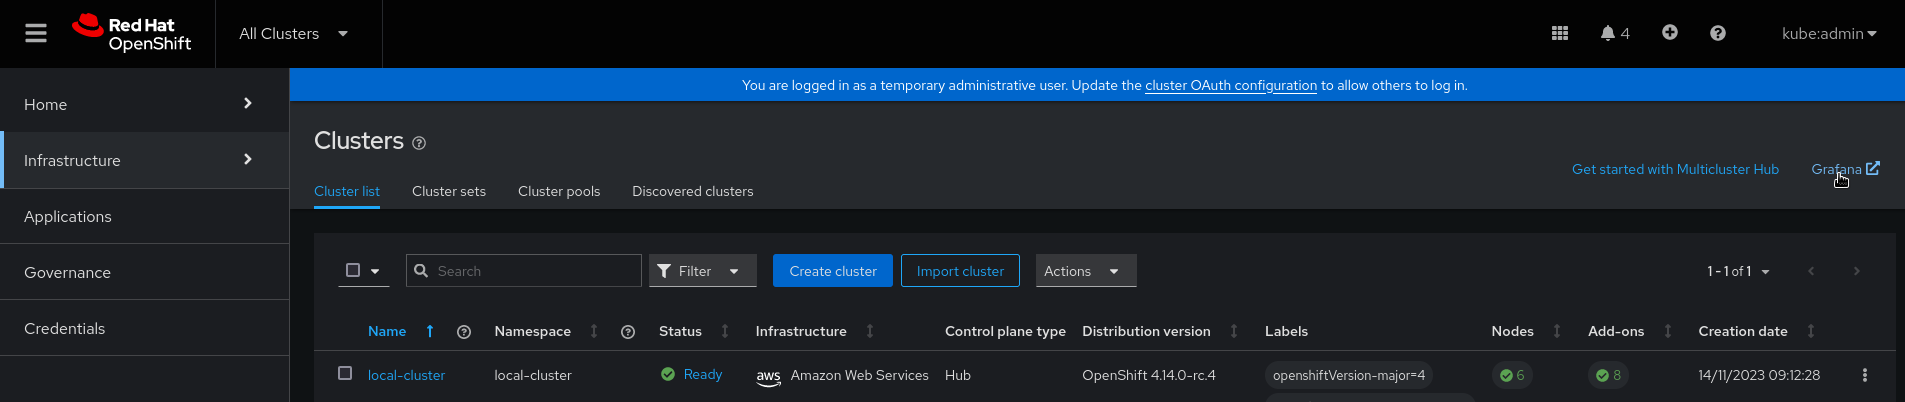 Red Hat
OpenShift
All Clusters
4
kube:admin
Home
Infrastructure
Applications
Governance
Credentials
You are logged in as a temporary administrative user. Update the cluster OAuth configuration to allow others to log in.
Clusters
Get started with Multicluster Hub
Grafana
Cluster list
Cluster sets
Cluster pools
Discovered clusters
Search
Filter
Create cluster
Import cluster
Actions
1 - 1 of 1
Name
Namespace
Status
Infrastructure
Control plane type
Distribution version
Labels
Nodes
Add-ons
Creation date
local-cluster
local-cluster
Ready
aws
Amazon Web Services
Hub
OpenShift 4.14.0-rc.4
openshiftVersion-major=4
6
8
14/11/2023 09:12:28